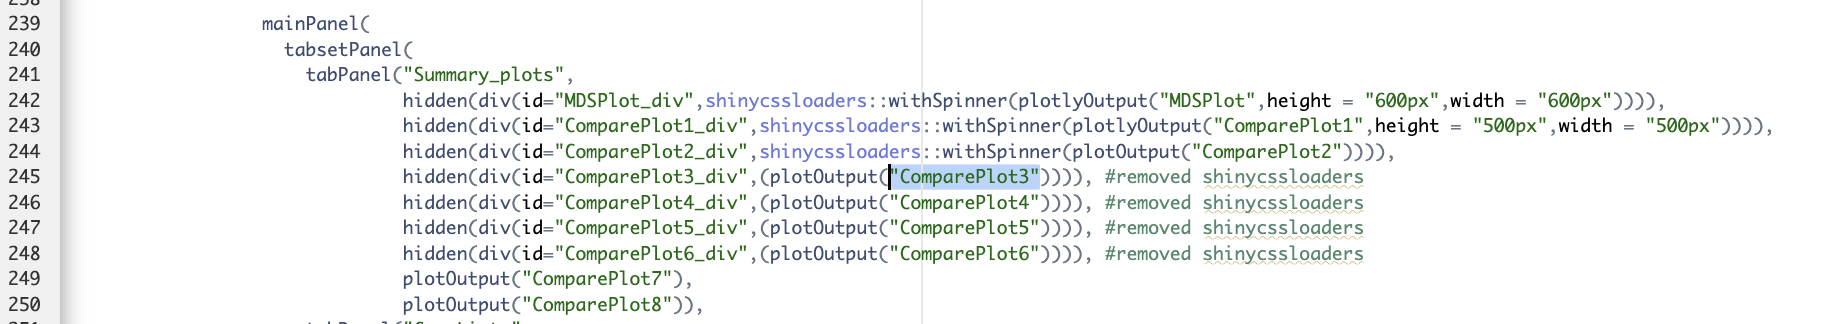 239 mainPanel(
240 tabsetPanel(
241 tabPanel("Summary_plots",
242 hidden(div(id="MDSPlot_div",shinycssloaders::withSpinner(plotlyOutput("MDSPlot",height = "600px",width = "600px")))),
243 hidden(div(id="ComparePlot1_div",shinycssloaders::withSpinner(plotlyOutput("ComparePlot1",height = "500px",width = "500px")))),
244 hidden(div(id="ComparePlot2_div",shinycssloaders::withSpinner(plotOutput("ComparePlot2")))),
245 hidden(div(id="ComparePlot3_div",(plotOutput("ComparePlot3")))), #removed shinycssloaders
246 hidden(div(id="ComparePlot4_div",(plotOutput("ComparePlot4")))), #removed shinycssloaders
247 hidden(div(id="ComparePlot5_div",(plotOutput("ComparePlot5")))), #removed shinycssloaders
248 hidden(div(id="ComparePlot6_div",(plotOutput("ComparePlot6")))), #removed shinycssloaders
249 plotOutput("ComparePlot7"),
250 plotOutput("ComparePlot8")),